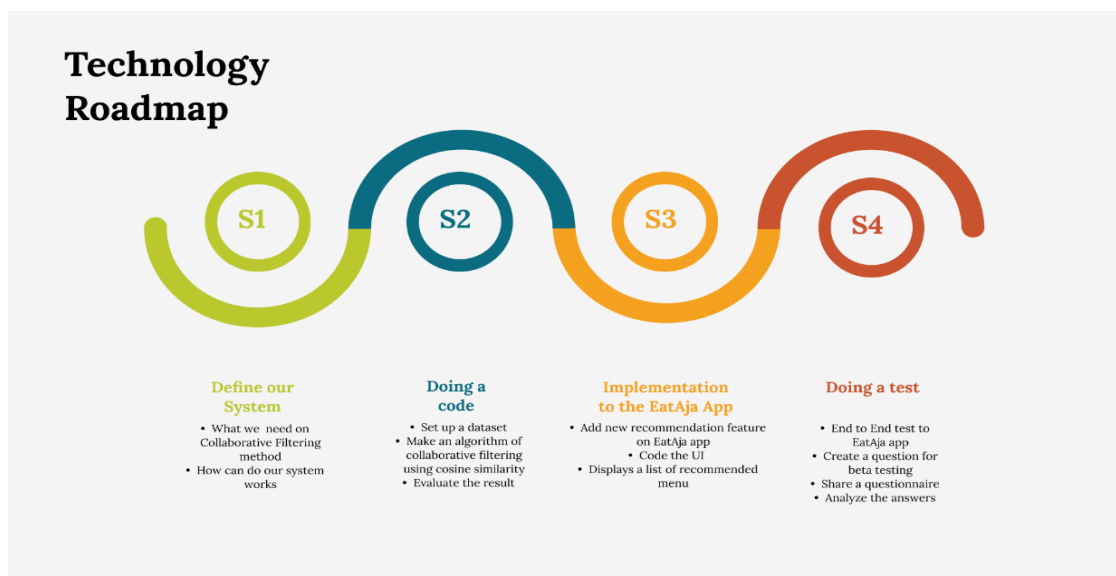 Technology
Roadmap
S1
S2
S3
S4
Define our
System
• What we need on
Collaborative Filtering
method
• How can do our system
works
Doing a
code
• Set up a dataset
• Make an algorithm of
collaborative filtering
using cosine similarity
• Evaluate the result
Implementation
to the EatAja App
• Add new recommendation feature
on EatAja app
• Code the UI
• Displays a list of recommended
menu
Doing a test
• End to End test to
EatAja app
• Create a question for
beta testing
• Share a questionnaire
• Analyze the answers